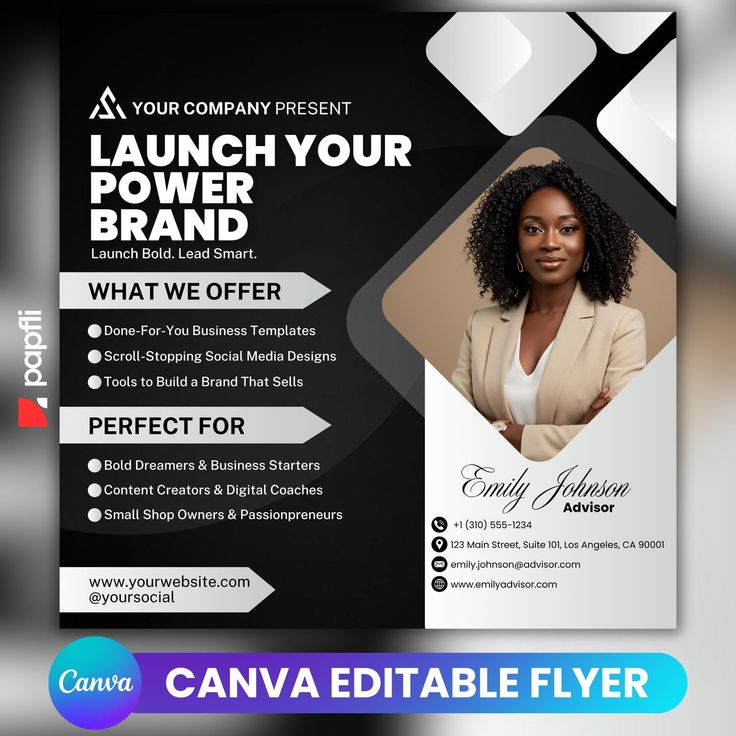 YOUR COMPANY PRESENT
LAUNCH YOUR
POWER
BRAND
Launch Bold. Lead Smart.
WHAT WE OFFER
Done-For-You Business Templates
Scroll-Stopping Social Media Designs
Tools to Build a Brand That Sells
PERFECT FOR
Bold Dreamers & Business Starters
Content Creators & Digital Coaches
Small Shop Owners & Passionpreneurs
www.yourwebsite.com
@yoursocial
Emily Johnson
Advisor
+1 (310) 555-1234
123 Main Street, Suite 101, Los Angeles, CA 90001
emily.johnson@advisor.com
www.emilyadvisor.com
papfii
Canva
CANVA EDITABLE FLYER